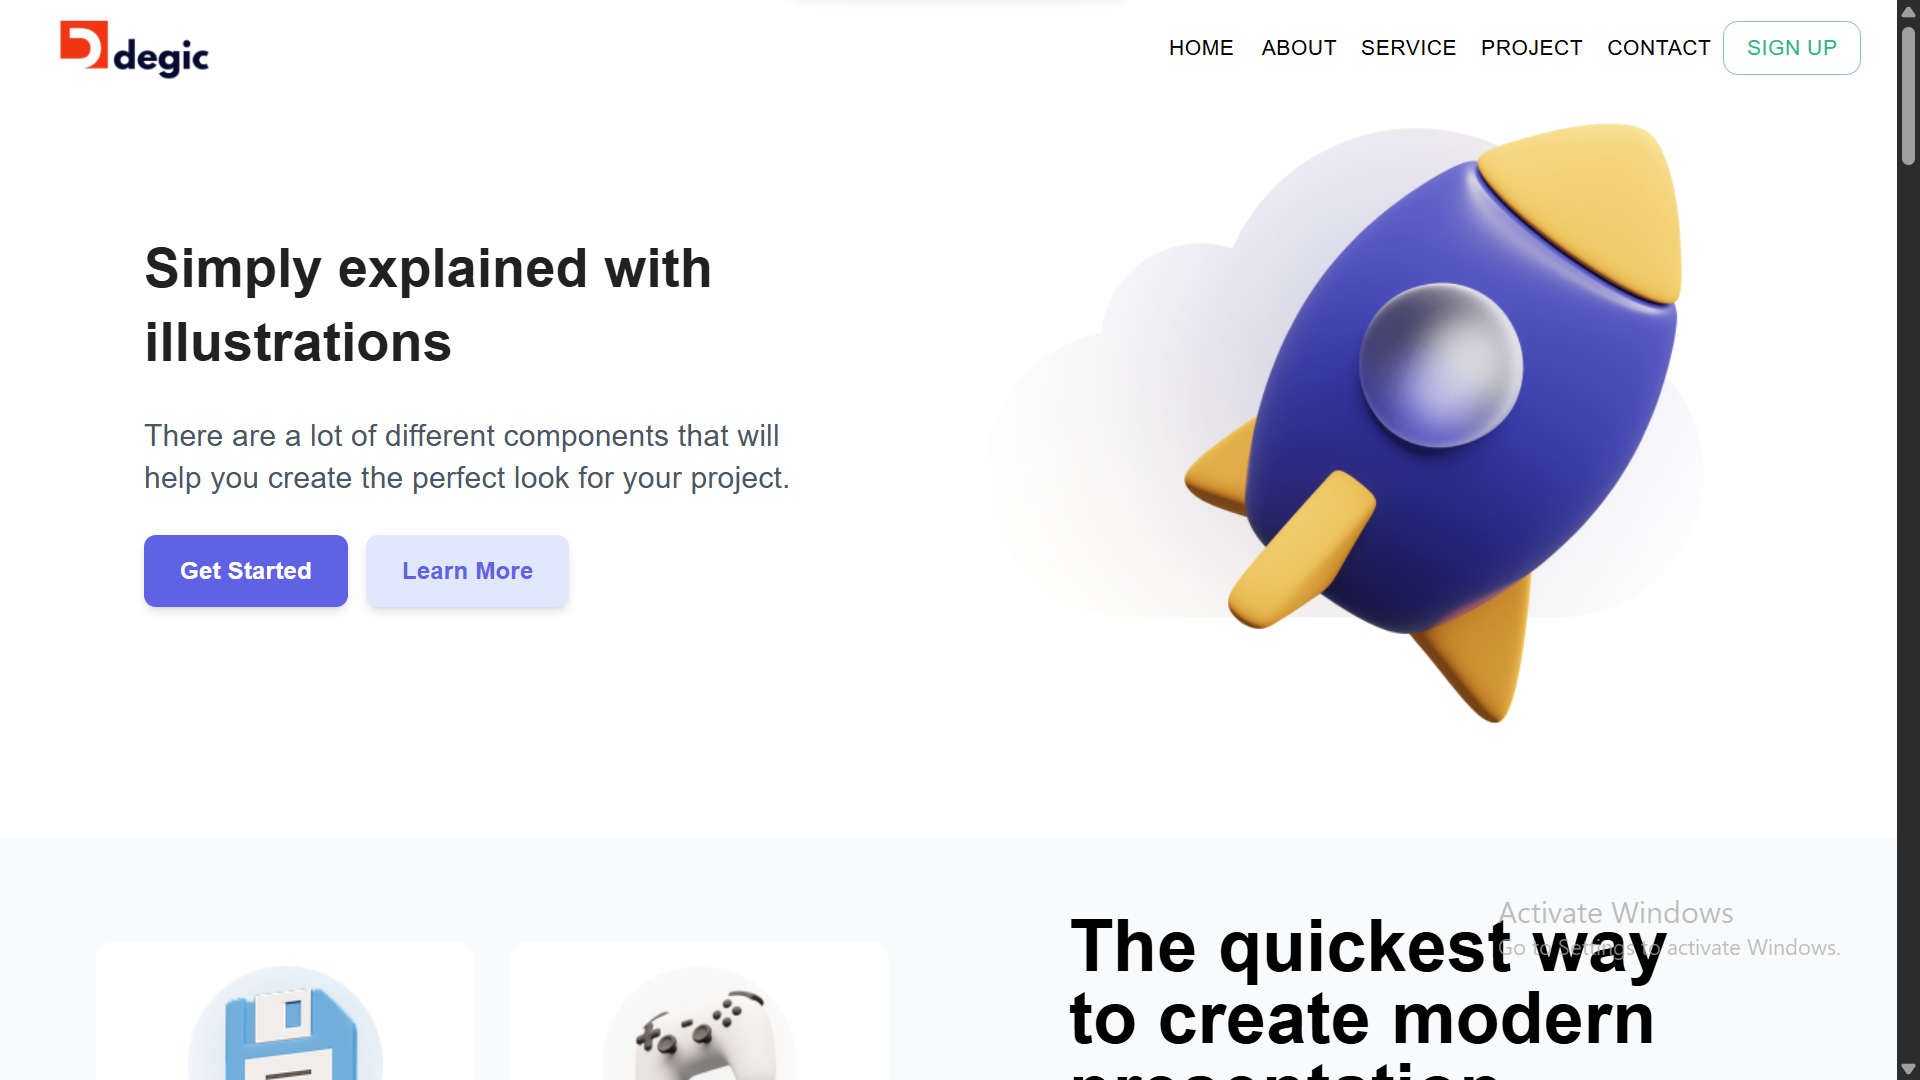 degic
HOME ABOUT SERVICE PROJECT CONTACT SIGN UP
Simply explained with
illustrations
There are a lot of different components that will
help you create the perfect look for your project.
Get Started Learn More
The quickest way
to create modern
presentation
Activate Windows
Go to Settings to activate Windows.